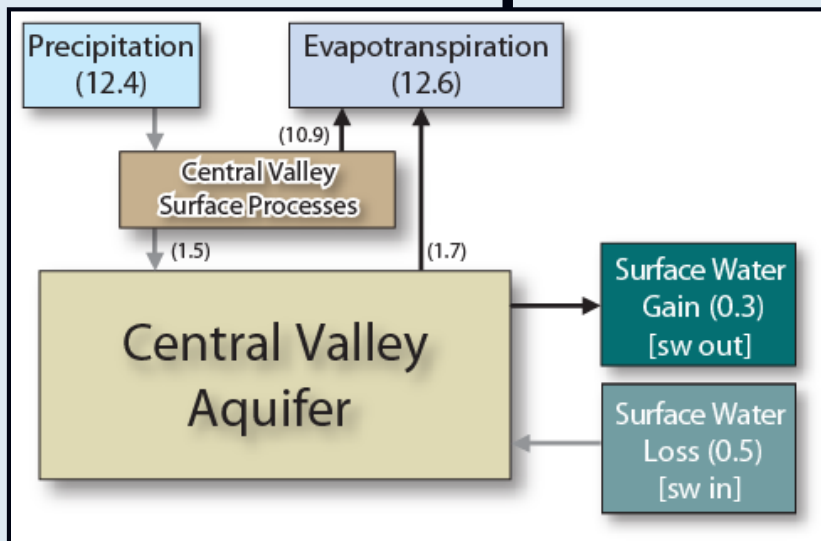 Precipitation
(12.4)
Evapotranspiration
(12.6)
(10.9)
Central Valley
Surface Processes
(1.5)
(1.7)
Central Valley
Aquifer
Surface Water
Gain (0.3)
[sw out]
Surface Water
Loss (0.5)
[sw in]